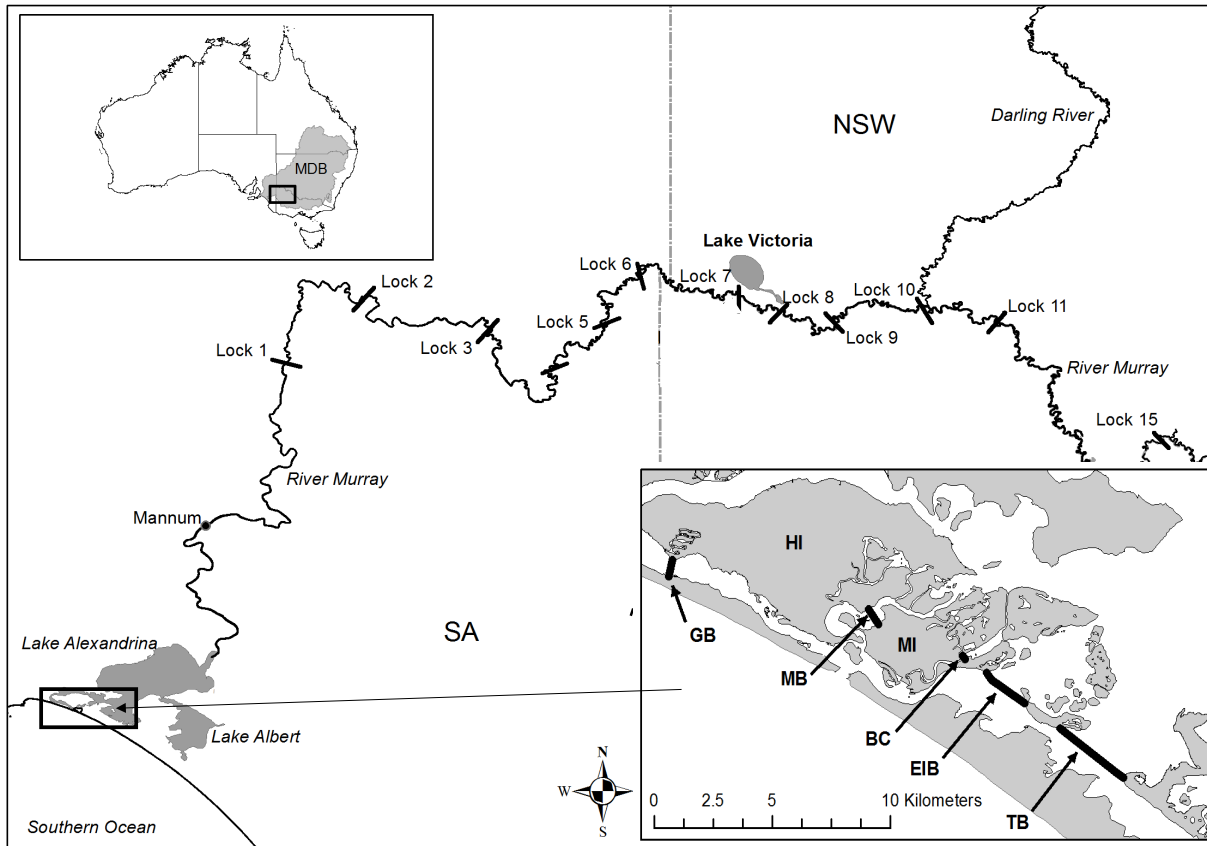 MDB
NSW
Darling River
Lake Victoria
Lock 6
Lock 7
Lock 2
Lock 10
Lock 8
Lock 11
Lock 5
Lock 3
Lock 9
Lock 1
River Murray
Lock 15
River Murray
Mannum
HI
SA
GB
Lake Alexandrina
MI
MB
Lake Albert
BC
N
EIB
W
E
S
0
2.5
5
10 Kilometers
TB
Southern Ocean